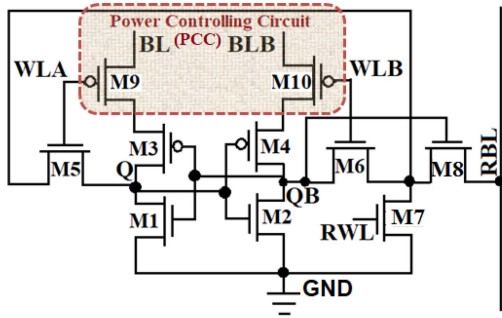 Power Controlling Circuit
BL (PCC) BLB
WLA
WLB
M9
M10
M3
M4
M5
Q
M6
M8
RBL
QB
M1
M2
M7
RWL
GND